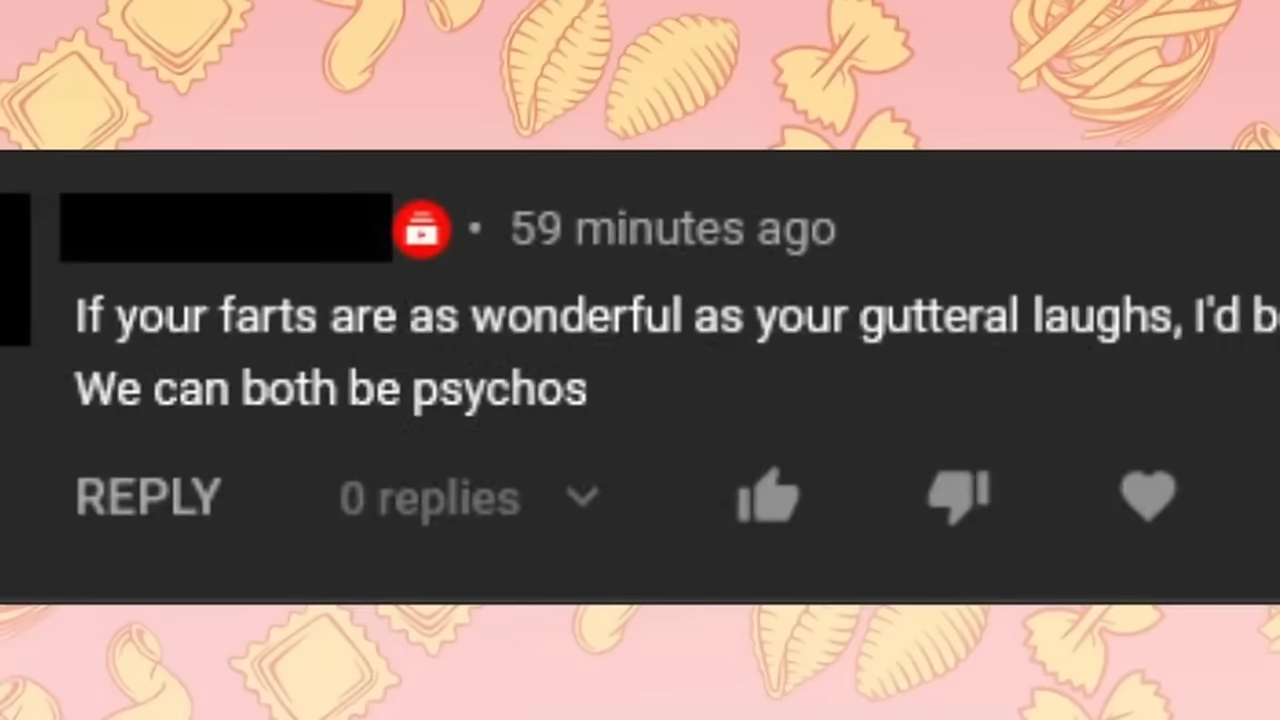 • 59 minutes ago
If your farts are as wonderful as your gutteral laughs, I'd b
We can both be psychos
REPLY 0 replies